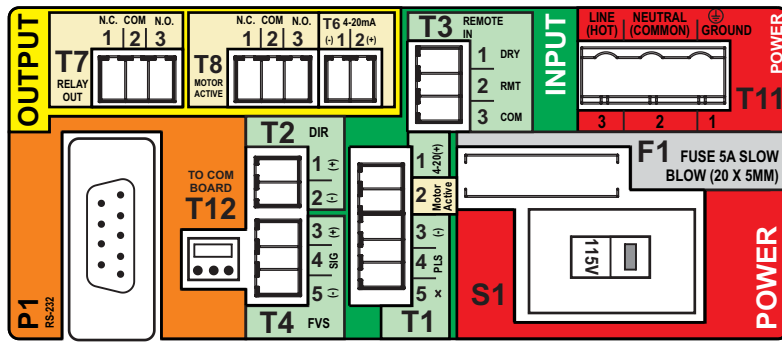 OUTPUT
N.C. COM N.O.
1 2 3
T7
RELAY
OUT
N.C. COM N.O.
1 2 3
T8
MOTOR
ACTIVE
T6 4-20mA
(-) 1 2 (+)
T3 REMOTE
IN
1 DRY
2 RMT
3 COM
INPUT
LINE
(HOT)
NEUTRAL
(COMMON)
GROUND
POWER
T11
3 2 1
P1
RS-232
TO COM
BOARD
T12
T2 DIR
1 (+)
2 (-)
3 (+)
4 SIG
5 (-)
T4 FVS
1 4-20(+)
2 Motor
Active
3 (-)
4 PLS
5 x
T1
F1 FUSE 5A SLOW
BLOW (20 X 5MM)
115V
S1
POWER